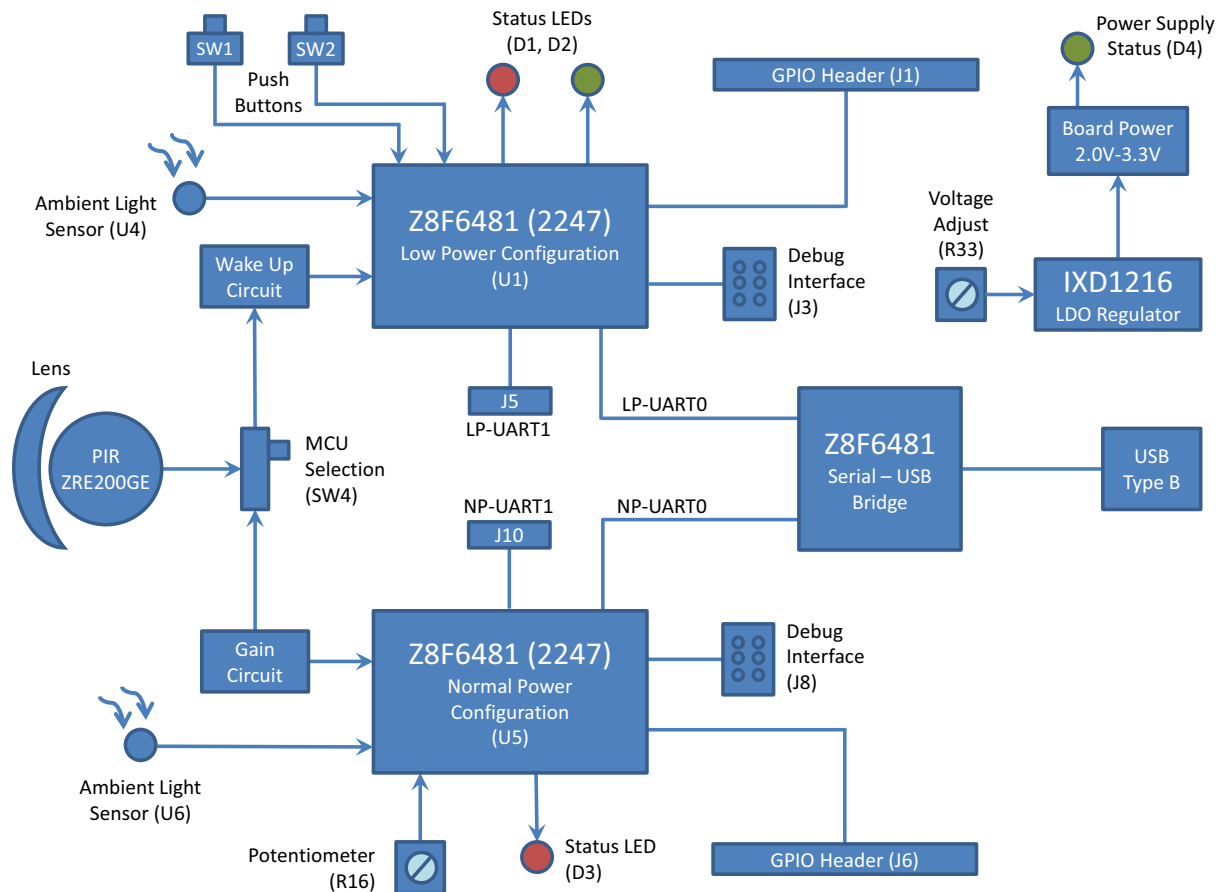 SW1
SW2
Push
Buttons
Status LEDs
(D1, D2)
GPIO Header (J1)
Power Supply
Status (D4)
Board Power
2.0V-3.3V
Ambient Light
Sensor (U4)
Z8F6481 (2247)
Low Power Configuration
(U1)
Wake Up
Circuit
Debug
Interface
(J3)
Voltage
Adjust
(R33)
IXD1216
LDO Regulator
Lens
PIR
ZRE200GE
MCU
Selection
(SW4)
J5
LP-UART1
LP-UART0
NP-UART1
J10
NP-UART0
Z8F6481
Serial – USB
Bridge
USB
Type B
Gain
Circuit
Z8F6481 (2247)
Normal Power
Configuration
(U5)
Debug
Interface
(J8)
Ambient Light
Sensor (U6)
Potentiometer
(R16)
Status LED
(D3)
GPIO Header (J6)